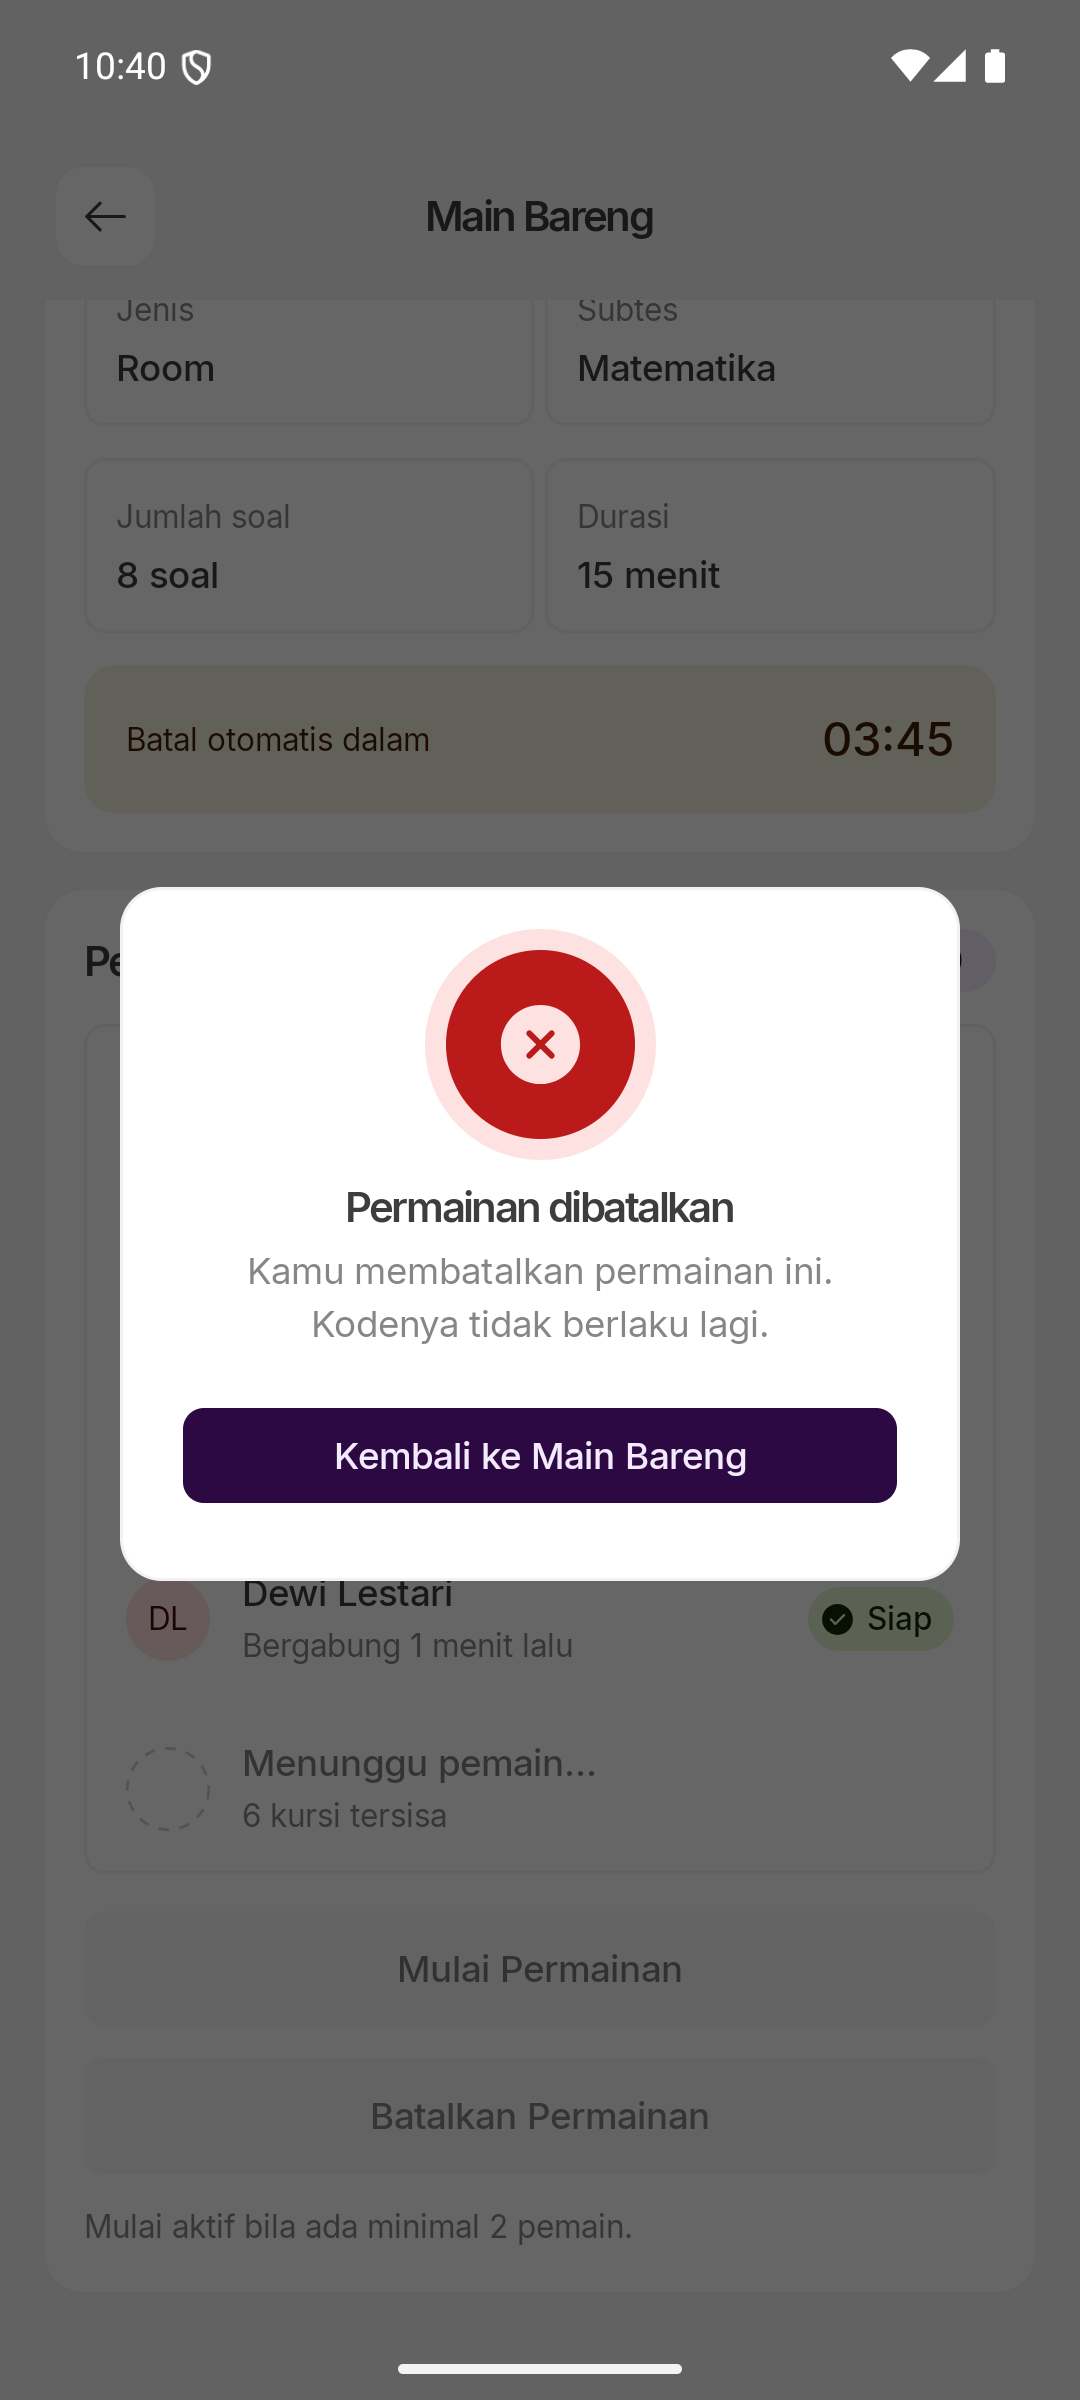 10:40
Main Bareng
Jenis
Subtes
Room
Matematika
Jumlah soal
Durasi
8 soal
15 menit
Batal otomatis dalam
03:45
Permainan dibatalkan
Kamu membatalkan permainan ini.
Kodenya tidak berlaku lagi.
Kembali ke Main Bareng
Dewi Lestari
DL
Siap
Bergabung 1 menit lalu
Menunggu pemain...
6 kursi tersisa
Mulai Permainan
Batalkan Permainan
Mulai aktif bila ada minimal 2 pemain.